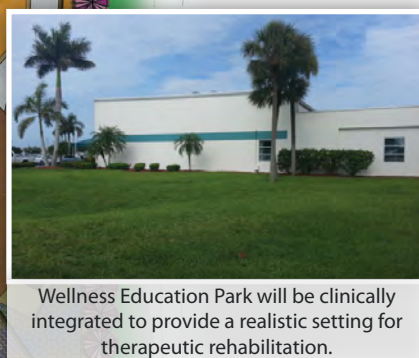 Wellness Education Park will be clinically
integrated to provide a realistic setting for
therapeutic rehabilitation.